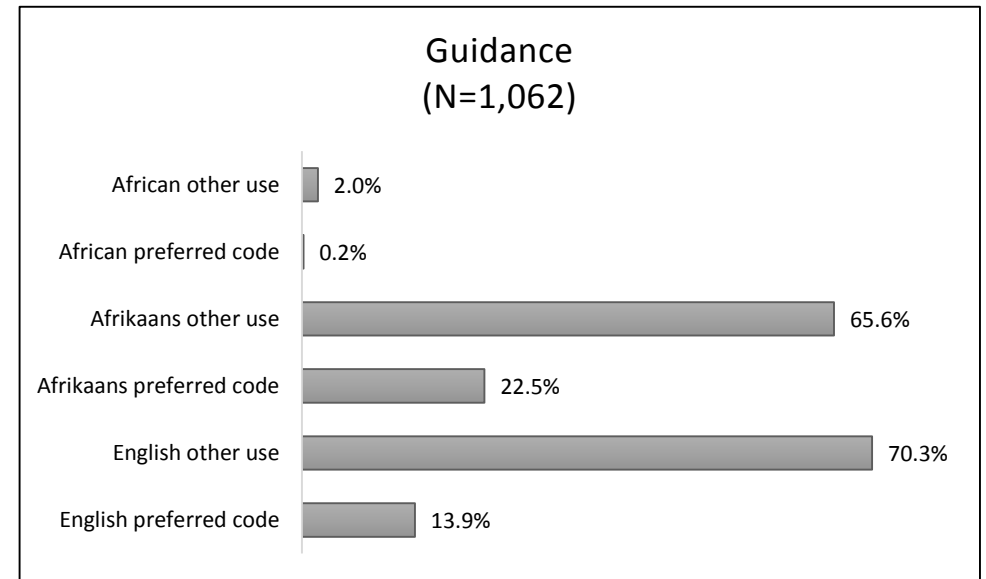 Guidance
(N=1,062)
African other use 2.0%
African preferred code 0.2%
Afrikaans other use 65.6%
Afrikaans preferred code 22.5%
English other use 70.3%
English preferred code 13.9%